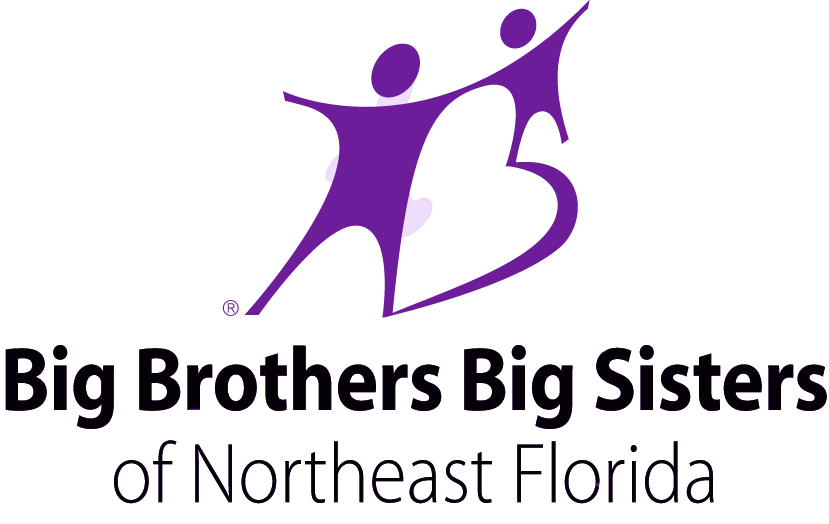 ®
Big Brothers Big Sisters
of Northeast Florida